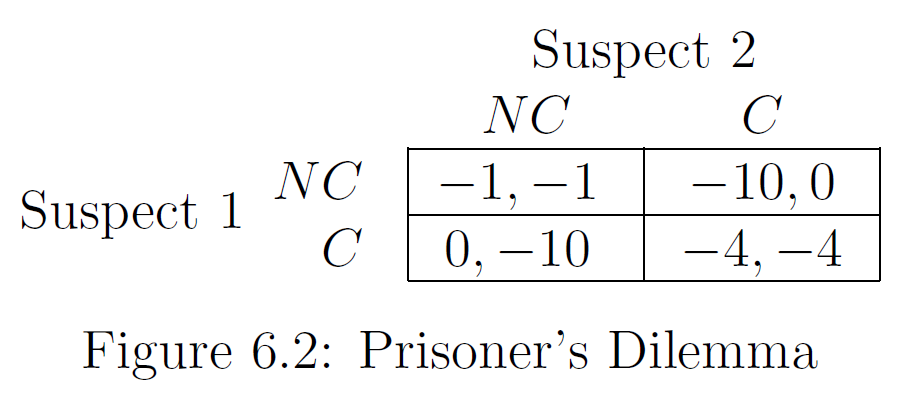 Suspect 2
NC C
Suspect 1
NC −1, −1 −10, 0
C 0, −10 −4, −4
Figure 6.2: Prisoner's Dilemma